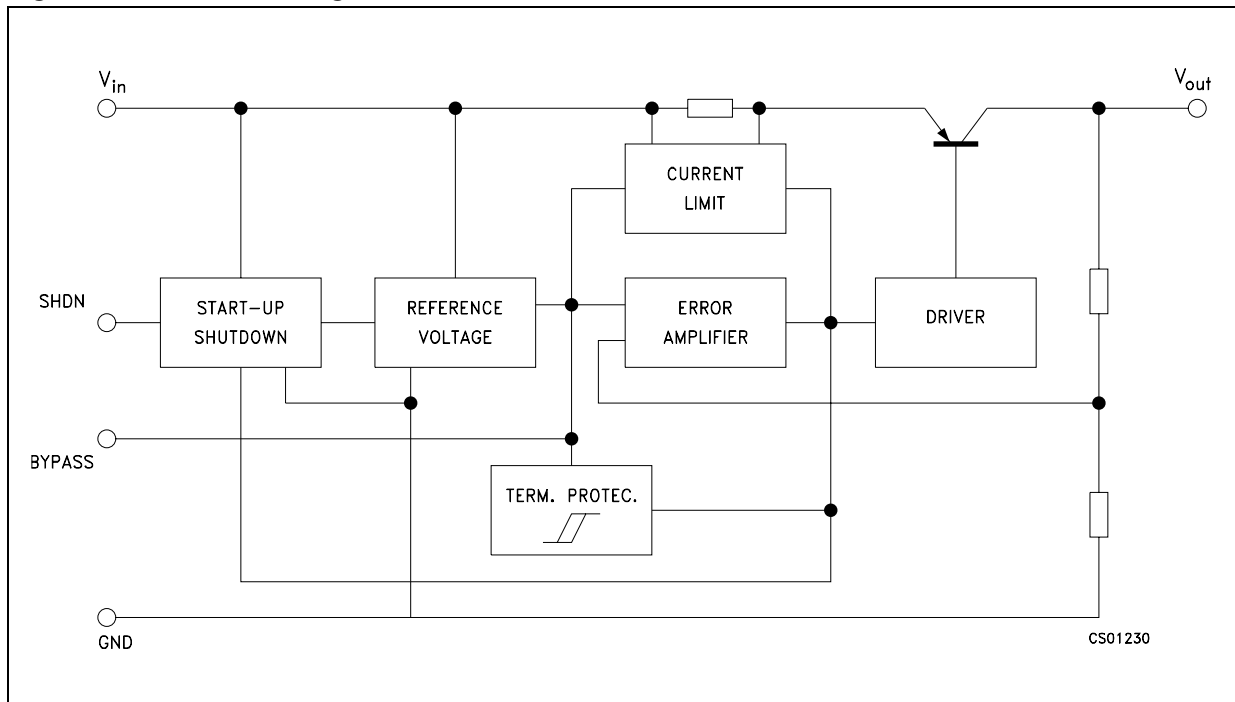 V_in
V_out
CURRENT
LIMIT
SHDN
START-UP
SHUTDOWN
REFERENCE
VOLTAGE
ERROR
AMPLIFIER
DRIVER
BYPASS
TERM. PROTEC.
GND
CS01230